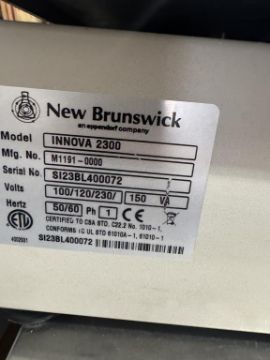 New Brunswick
an eppendorf company
Model INNOVA 2300
Mfg. No. M1191-0000
Serial No. SI23BL400072
Volts 100/120/230/ 150 VA
Hertz 50/60 Ph 1
CERTIFIED TO CSA STD. C22.2 No. 1010-1,
CONFORMS TO UL STD 61010A-1, 61010-1
SI23BL400072